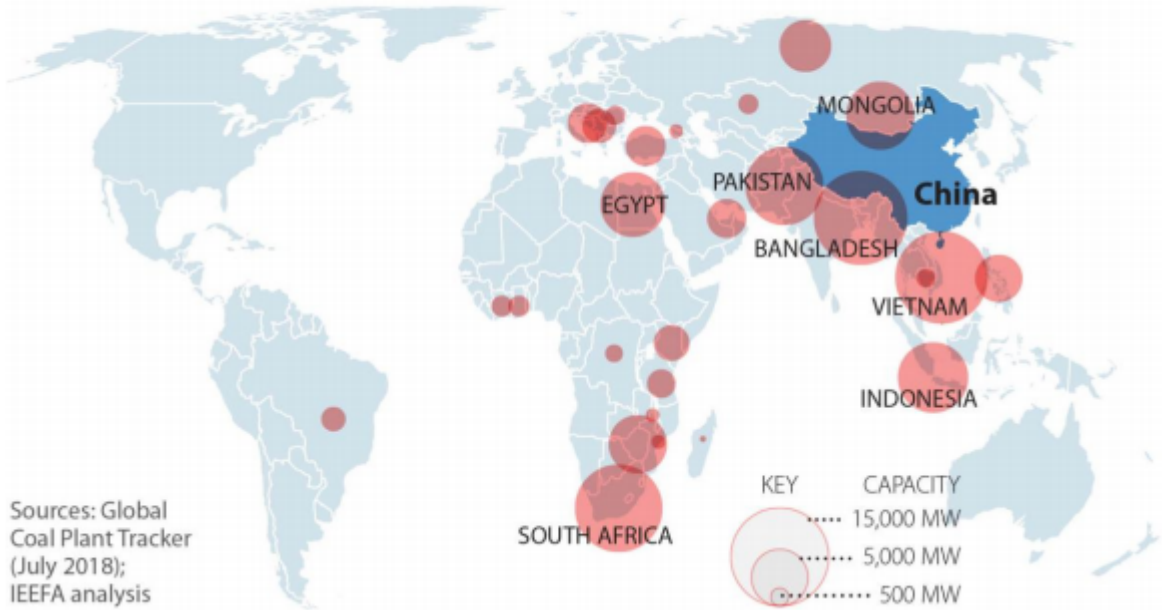 MONGOLIA
PAKISTAN
China
EGYPT
BANGLADESH
VIETNAM
INDONESIA
SOUTH AFRICA
KEY CAPACITY
15,000 MW
5,000 MW
500 MW
Sources: Global
Coal Plant Tracker
(July 2018);
IEEFA analysis